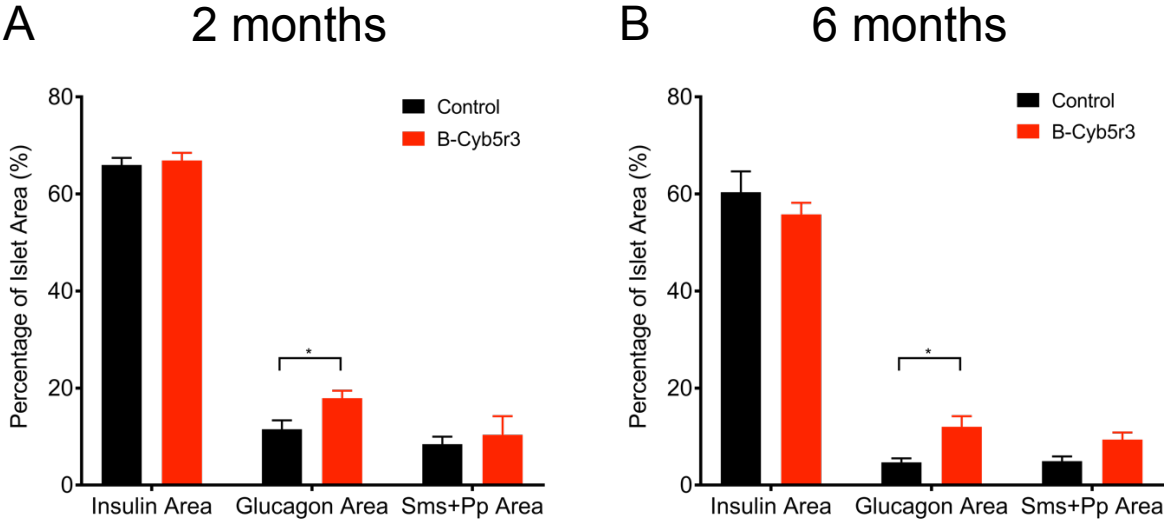 A
2 months
Percentage of Islet Area (%)
80
60
40
20
0
Control
B-Cyb5r3
*
Insulin Area
Glucagon Area
Sms+Pp Area
B
6 months
Percentage of Islet Area (%)
80
60
40
20
0
Control
B-Cyb5r3
*
Insulin Area
Glucagon Area
Sms+Pp Area